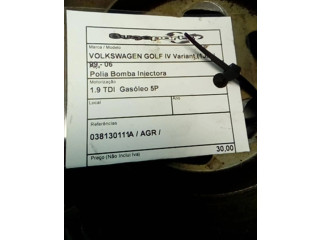 Marca / Modelo
VOLKSWAGEN GOLF IV Variant
99 - 06
Polia Bomba Injectora
Motorização
1.9 TDI Gasóleo 5P
Local
Ano
Referências
038130111A / AGR /
Preço (Não Inclui Iva)
30,00